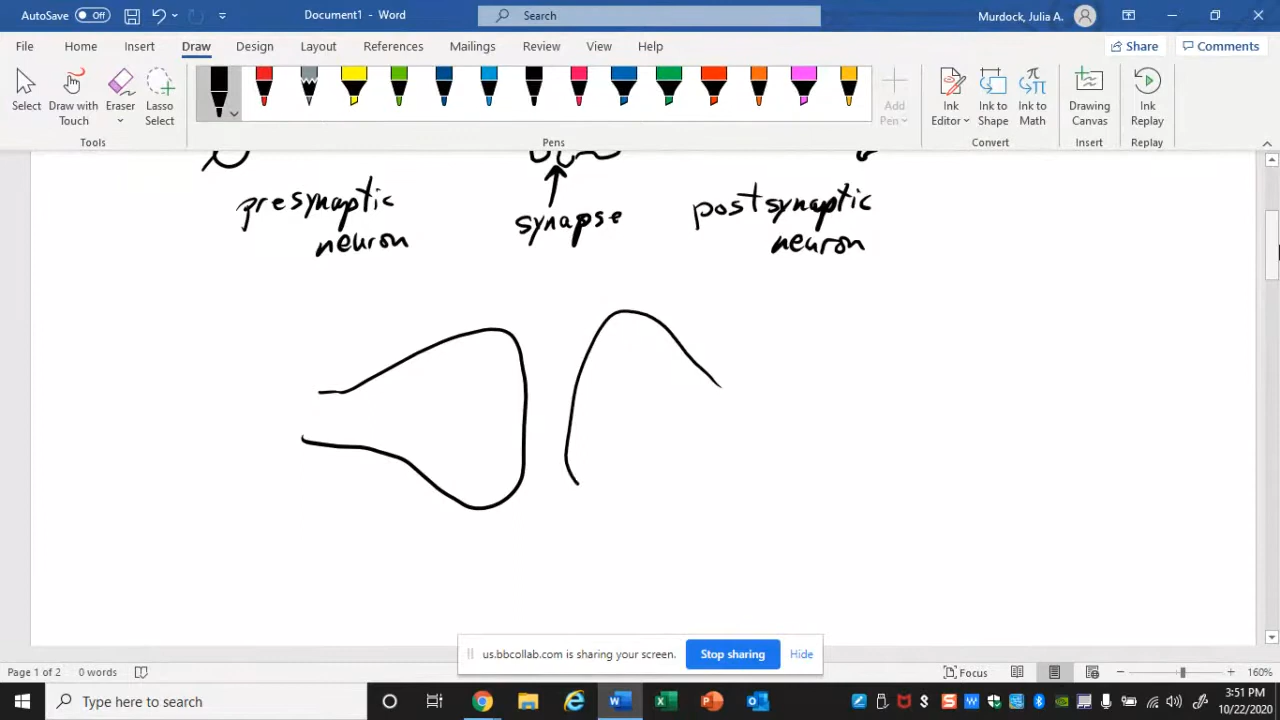 AutoSave Off Document1 - Word Search Murdock, Julia A.
File Home Insert Draw Design Layout References Mailings Review View Help Share Comments
Select Draw with Touch Eraser Lasso Select Add Pen Ink Editor Ink to Shape Ink to Math Drawing Canvas Ink Replay
Tools Pens Convert Insert Replay
presynaptic neuron
synapse
postsynaptic neuron
us.bbcollab.com is sharing your screen. Stop sharing Hide
Page 1 of 2 0 words Focus 160%
Type here to search 3:51 PM
10/22/2020